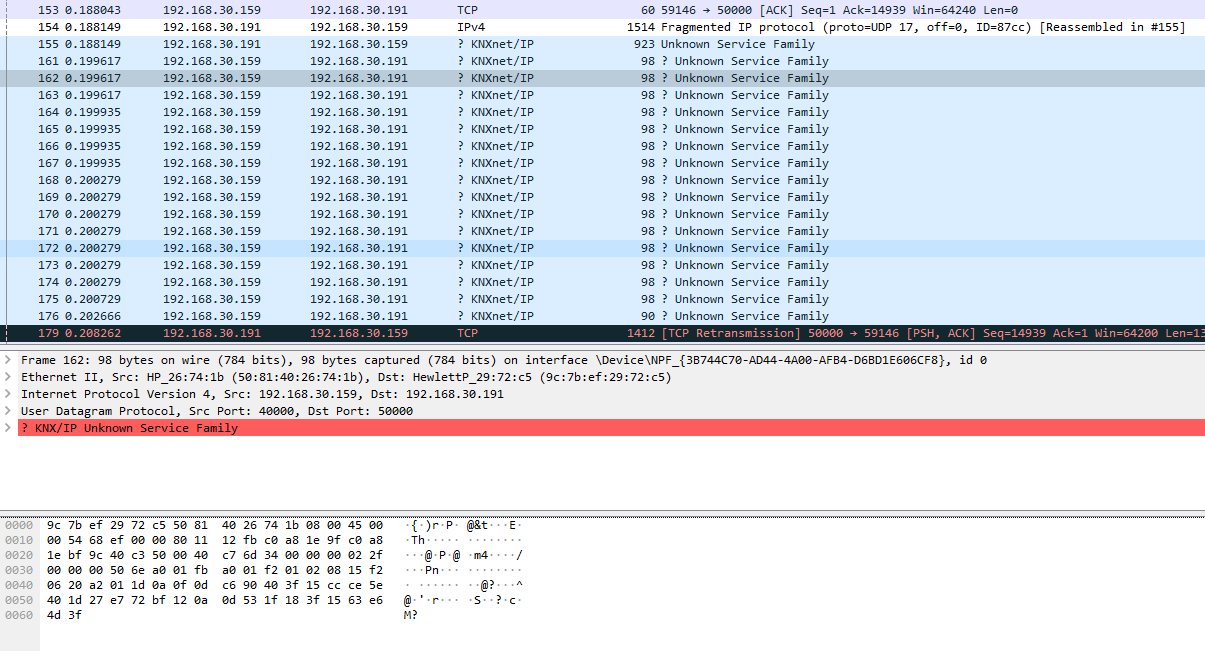 153 0.188043 192.168.30.159 192.168.30.191 TCP 60 59146 → 50000 [ACK] Seq=1 Ack=14939 Win=64240 Len=0
154 0.188149 192.168.30.191 192.168.30.159 IPv4 1514 Fragmented IP protocol (proto=UDP 17, off=0, ID=87cc) [Reassembled in #155]
155 0.188149 192.168.30.191 192.168.30.159 ? KNXnet/IP 923 Unknown Service Family
161 0.199617 192.168.30.159 192.168.30.191 ? KNXnet/IP 98 ? Unknown Service Family
162 0.199617 192.168.30.159 192.168.30.191 ? KNXnet/IP 98 ? Unknown Service Family
163 0.199617 192.168.30.159 192.168.30.191 ? KNXnet/IP 98 ? Unknown Service Family
164 0.199935 192.168.30.159 192.168.30.191 ? KNXnet/IP 98 ? Unknown Service Family
165 0.199935 192.168.30.159 192.168.30.191 ? KNXnet/IP 98 ? Unknown Service Family
166 0.199935 192.168.30.159 192.168.30.191 ? KNXnet/IP 98 ? Unknown Service Family
167 0.199935 192.168.30.159 192.168.30.191 ? KNXnet/IP 98 ? Unknown Service Family
168 0.200279 192.168.30.159 192.168.30.191 ? KNXnet/IP 98 ? Unknown Service Family
169 0.200279 192.168.30.159 192.168.30.191 ? KNXnet/IP 98 ? Unknown Service Family
170 0.200279 192.168.30.159 192.168.30.191 ? KNXnet/IP 98 ? Unknown Service Family
171 0.200279 192.168.30.159 192.168.30.191 ? KNXnet/IP 98 ? Unknown Service Family
172 0.200279 192.168.30.159 192.168.30.191 ? KNXnet/IP 98 ? Unknown Service Family
173 0.200279 192.168.30.159 192.168.30.191 ? KNXnet/IP 98 ? Unknown Service Family
174 0.200279 192.168.30.159 192.168.30.191 ? KNXnet/IP 98 ? Unknown Service Family
175 0.200729 192.168.30.159 192.168.30.191 ? KNXnet/IP 98 ? Unknown Service Family
176 0.202666 192.168.30.159 192.168.30.191 ? KNXnet/IP 90 ? Unknown Service Family
179 0.208262 192.168.30.191 192.168.30.159 TCP 1412 [TCP Retransmission] 50000 → 59146 [PSH, ACK] Seq=14939 Ack=1 Win=64200 Len=13
Frame 162: 98 bytes on wire (784 bits), 98 bytes captured (784 bits) on interface \Device\NPF_{3B744C70-AD44-4A00-AFB4-D6BD1E606CF8}, id 0
Ethernet II, Src: HP_26:74:1b (50:81:40:26:74:1b), Dst: HewlettP_29:72:c5 (9c:7b:ef:29:72:c5)
Internet Protocol Version 4, Src: 192.168.30.159, Dst: 192.168.30.191
User Datagram Protocol, Src Port: 40000, Dst Port: 50000
? KNX/IP Unknown Service Family
0000 9c 7b ef 29 72 c5 50 81 40 26 74 1b 08 00 45 00 ·{·)r·P· @&t···E·
0010 00 54 68 ef 00 00 80 11 12 fb c0 a8 1e 9f c0 a8 ·Th····· ········
0020 1e bf 9c 40 c3 50 00 40 c7 6d 34 00 00 00 02 2f ···@·P·@ ·m4····/
0030 00 00 00 50 6e a0 01 fb a0 01 f2 01 02 08 15 f2 ···Pn··· ········
0040 06 20 a2 01 1d 0a 0f 0d c6 90 40 3f 15 cc ce 5e · ······ ··@?···^
0050 40 1d 27 e7 72 bf 12 0a 0d 53 1f 18 3f 15 63 e6 @·'·r··· ·S··?·c·
0060 4d 3f M?